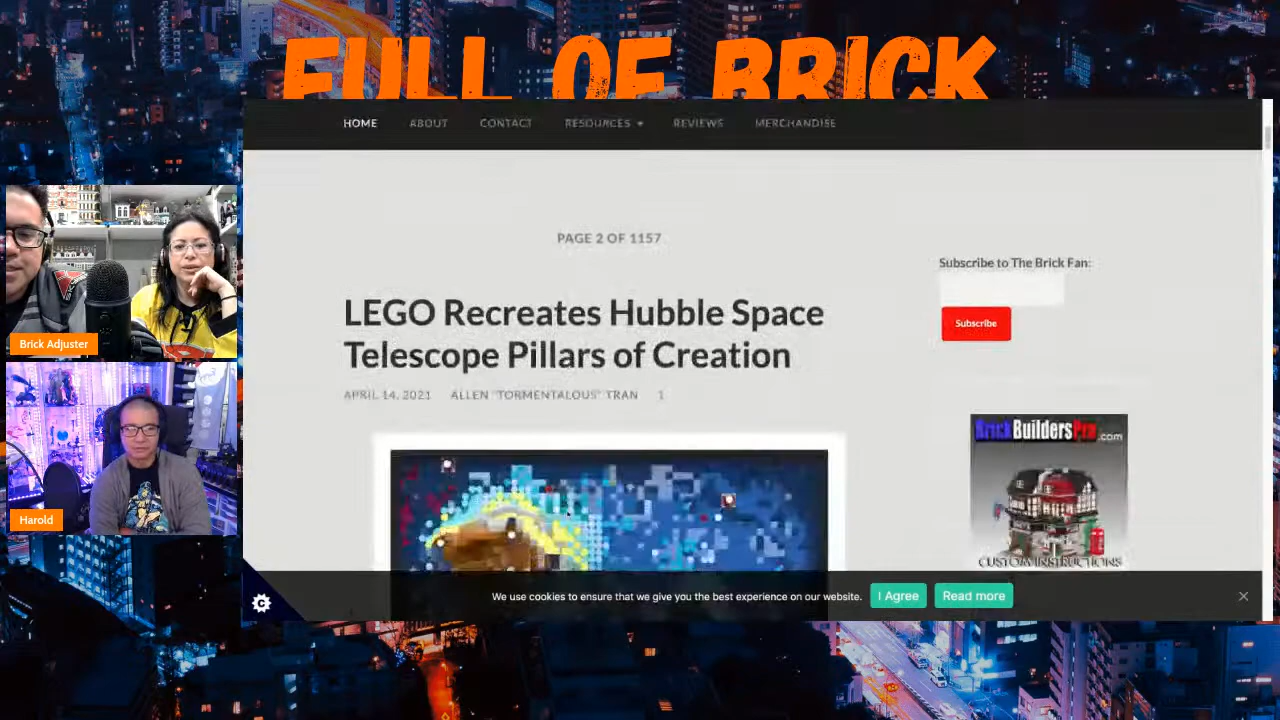 FULL OF BRICK
HOME ABOUT CONTACT RESOURCES REVIEWS MERCHANDISE
PAGE 2 OF 1157
Subscribe to The Brick Fan:
Subscribe
LEGO Recreates Hubble Space
Telescope Pillars of Creation
APRIL 14, 2021 ALLEN "TORMENTALOUS" TRAN 1
BrickBuildersPro.com
CUSTOM INSTRUCTIONS
Brick Adjuster
Harold
We use cookies to ensure that we give you the best experience on our website. I Agree Read more